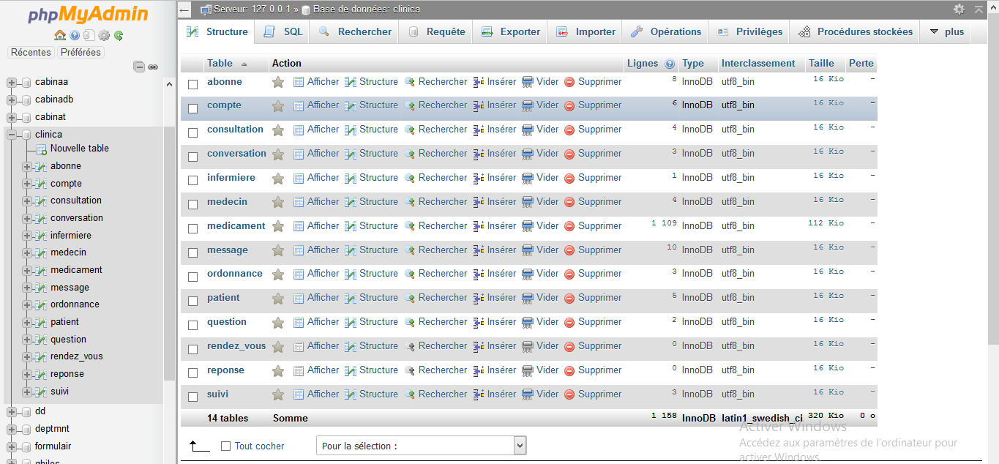 phpMyAdmin
Récentes Préférées
cabinaa
cabinadb
cabinat
clinica
Nouvelle table
abonne
compte
consultation
conversation
infermiere
medecin
medicament
message
ordonnance
patient
question
rendez_vous
reponse
suivi
dd
deptmnt
formulair
ghiles
Serveur: 127.0.0.1 » Base de données: clinica
Structure SQL Rechercher Requête Exporter Importer Opérations Privilèges Procédures stockées plus
Table Action Lignes Type Interclassement Taille Perte
abonne Afficher Structure Rechercher Insérer Vider Supprimer 8 InnoDB utf8_bin 16 Kio -
compte Afficher Structure Rechercher Insérer Vider Supprimer 6 InnoDB utf8_bin 16 Kio -
consultation Afficher Structure Rechercher Insérer Vider Supprimer 4 InnoDB utf8_bin 16 Kio -
conversation Afficher Structure Rechercher Insérer Vider Supprimer 3 InnoDB utf8_bin 16 Kio -
infermiere Afficher Structure Rechercher Insérer Vider Supprimer 1 InnoDB utf8_bin 16 Kio -
medecin Afficher Structure Rechercher Insérer Vider Supprimer 4 InnoDB utf8_bin 16 Kio -
medicament Afficher Structure Rechercher Insérer Vider Supprimer 1 109 InnoDB utf8_bin 112 Kio -
message Afficher Structure Rechercher Insérer Vider Supprimer 10 InnoDB utf8_bin 16 Kio -
ordonnance Afficher Structure Rechercher Insérer Vider Supprimer 3 InnoDB utf8_bin 16 Kio -
patient Afficher Structure Rechercher Insérer Vider Supprimer 5 InnoDB utf8_bin 16 Kio -
question Afficher Structure Rechercher Insérer Vider Supprimer 2 InnoDB utf8_bin 16 Kio -
rendez_vous Afficher Structure Rechercher Insérer Vider Supprimer 0 InnoDB utf8_bin 16 Kio -
reponse Afficher Structure Rechercher Insérer Vider Supprimer 0 InnoDB utf8_bin 16 Kio -
suivi Afficher Structure Rechercher Insérer Vider Supprimer 3 InnoDB utf8_bin 16 Kio -
14 tables Somme 1 158 InnoDB latin1_swedish_ci 320 Kio 0 o
Tout cocher Pour la sélection :
Activer Windows
Accédez aux paramètres de l'ordinateur pour
activer Windows.